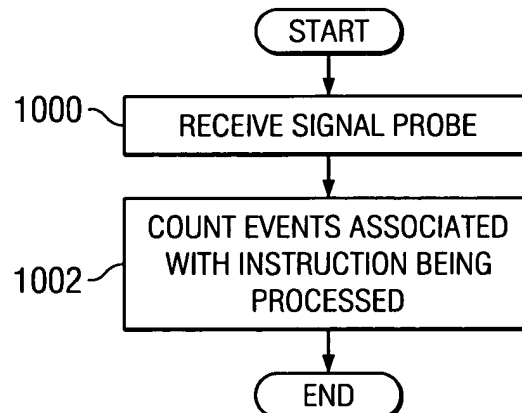 START
1000
RECEIVE SIGNAL PROBE
COUNT EVENTS ASSOCIATED
WITH INSTRUCTION BEING
PROCESSED
1002
END